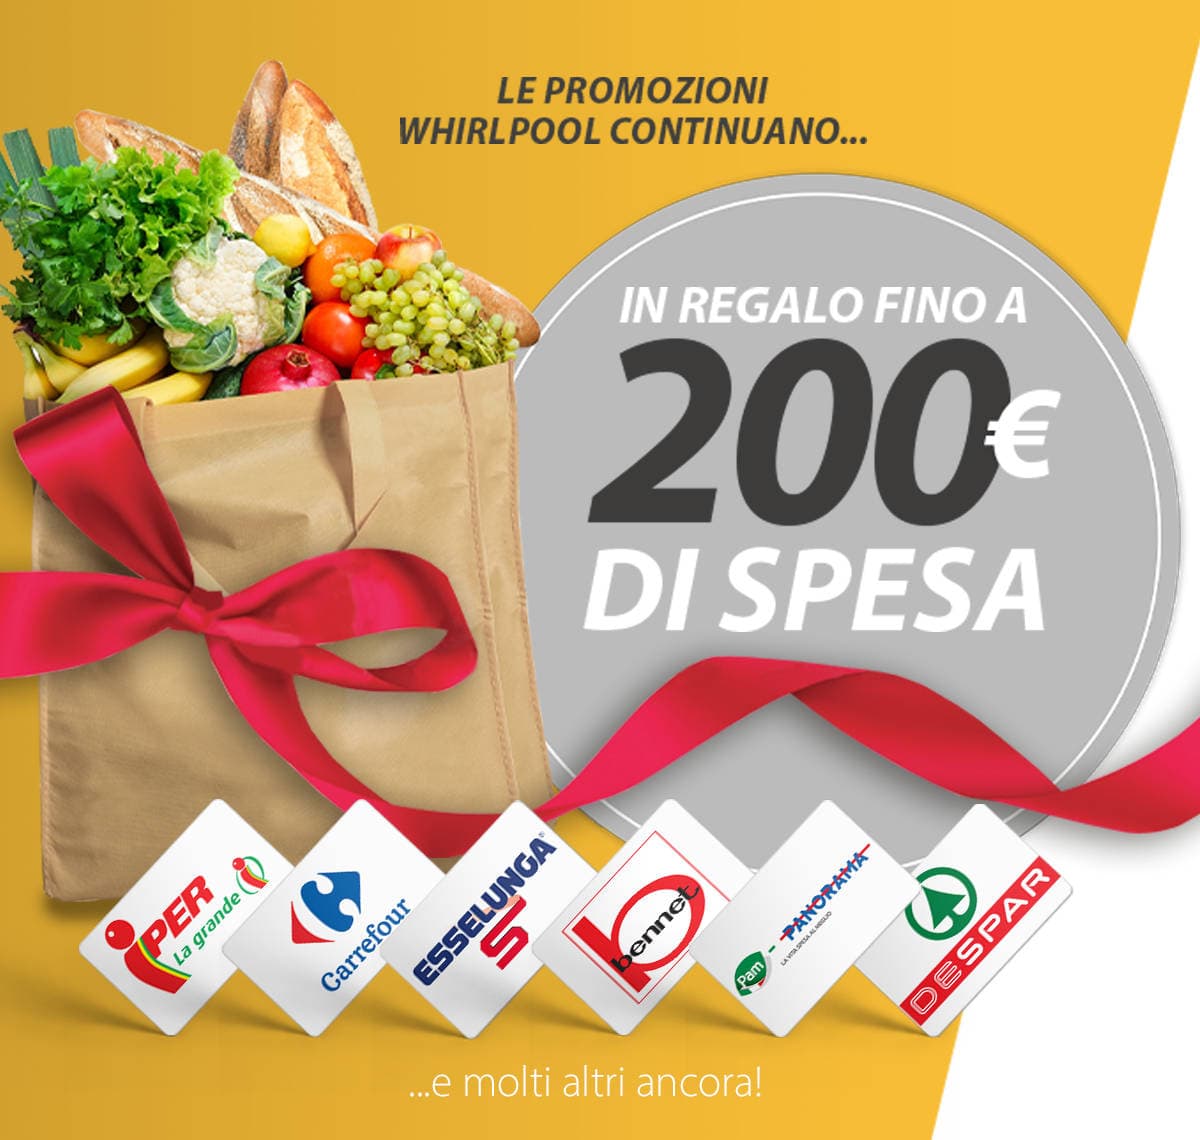 LE PROMOZIONI
WHIRLPOOL CONTINUANO...
IN REGALO FINO A
200€
DI SPESA
iPER
La grande i
Carrefour
ESSELUNGA®
S
b
bennet
Pam - PANORAMA
LA VITA SPESA AL MEGLIO
DESPAR
...e molti altri ancora!